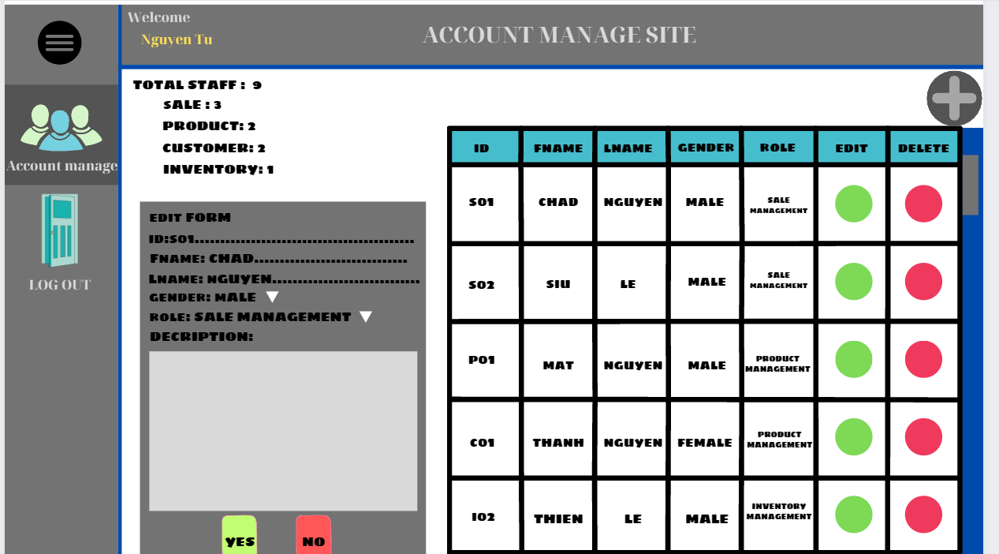 Welcome
Nguyen Tu
ACCOUNT MANAGE SITE
Account manage
LOG OUT
TOTAL STAFF : 9
SALE : 3
PRODUCT: 2
CUSTOMER: 2
INVENTORY: 1
EDIT FORM
ID:S01...........................................
FNAME: CHAD..............................
LNAME: NGUYEN.............................
GENDER: MALE
ROLE: SALE MANAGEMENT
DECRIPTION:
YES NO
ID FNAME LNAME GENDER ROLE EDIT DELETE
S01 CHAD NGUYEN MALE SALE MANAGEMENT
S02 SIU LE MALE SALE MANAGEMENT
P01 MAT NGUYEN MALE PRODUCT MANAGEMENT
C01 THANH NGUYEN FEMALE PRODUCT MANAGEMENT
I02 THIEN LE MALE INVENTORY MANAGEMENT